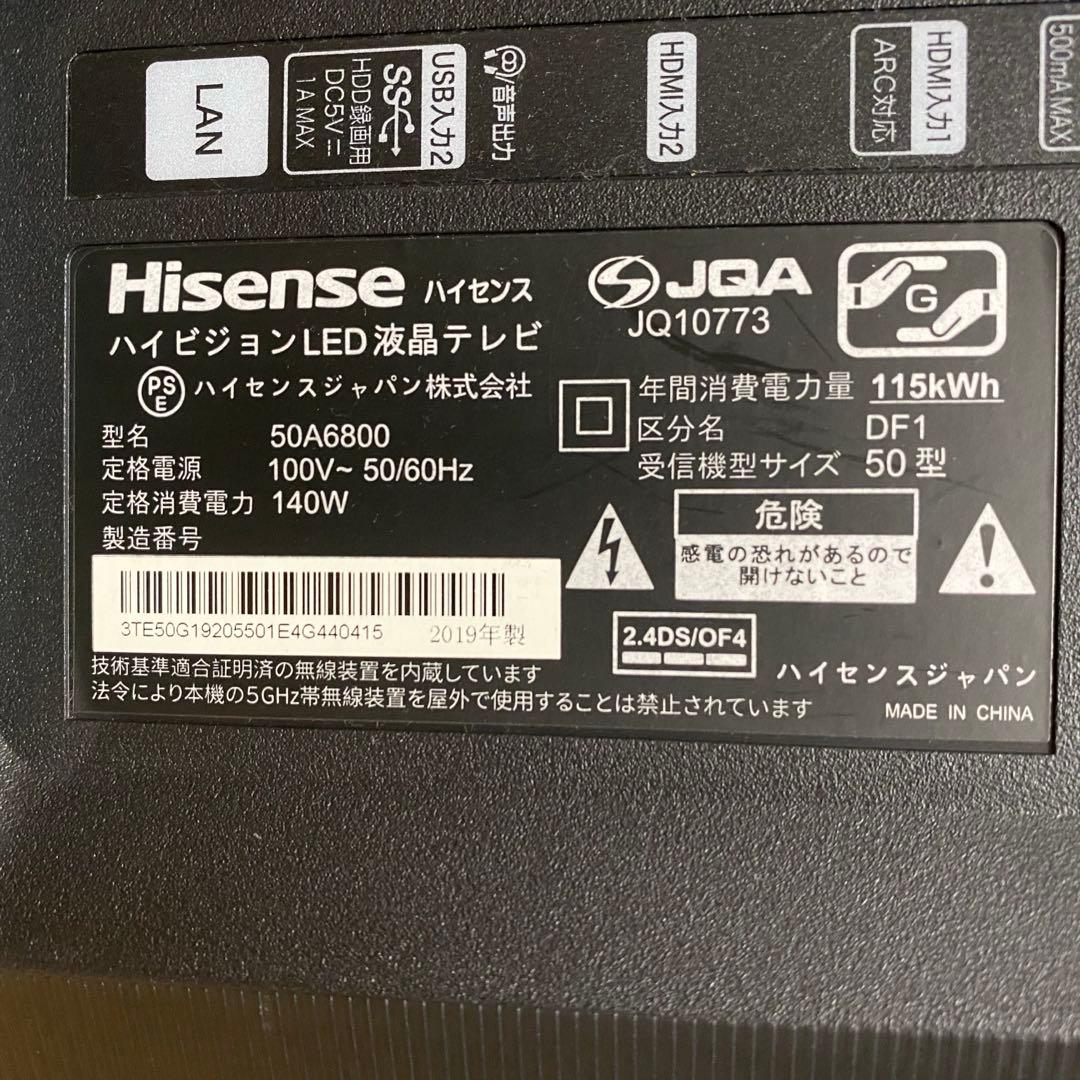 LAN
USB入力2
SS
HDD録画用
DC5V
1A MAX
/音声出力
HDMI入力2
HDMI入力1
ARC対応
500mA MAX
Hisense ハイセンス
ハイビジョンLED液晶テレビ
PSE ハイセンスジャパン株式会社
型名 50A6800
定格電源 100V~ 50/60Hz
定格消費電力 140W
製造番号
3TE50G19205501E4G440415 2019年製
技術基準適合証明済の無線装置を内蔵しています
法令により本機の5GHz帯無線装置を屋外で使用することは禁止されています
JQA
JQ10773
G
年間消費電力量 115kWh
区分名 DF1
受信機型サイズ 50型
危険
感電の恐れがあるので
開けないこと
2.4DS/OF4
ハイセンスジャパン
MADE IN CHINA